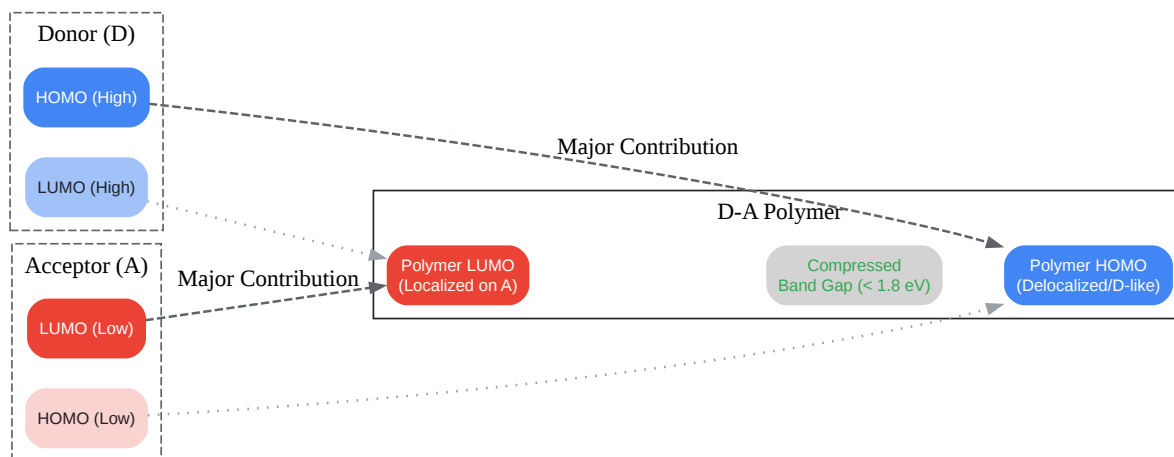 Donor (D)
HOMO (High)
LUMO (High)
Acceptor (A)
LUMO (Low)
HOMO (Low)
Major Contribution
Major Contribution
D-A Polymer
Polymer LUMO
(Localized on A)
Compressed
Band Gap (< 1.8 eV)
Polymer HOMO
(Delocalized/D-like)